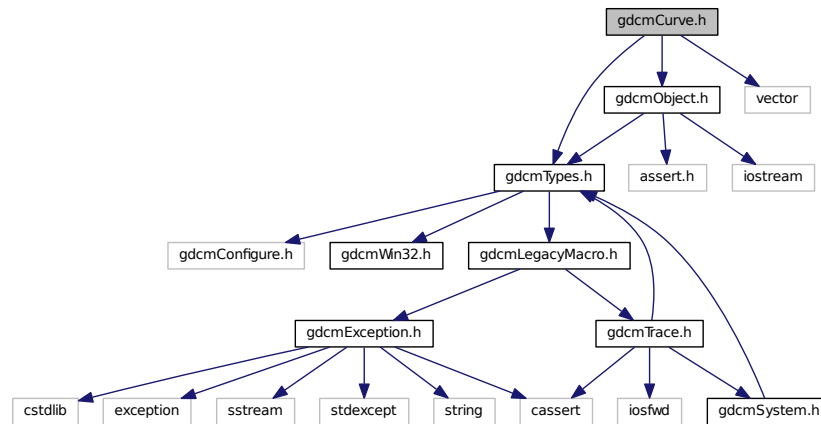 gdcmCurve.h
gdcmObject.h
vector
gdcmTypes.h
assert.h
iostream
gdcmConfigure.h
gdcmWin32.h
gdcmLegacyMacro.h
gdcmException.h
gdcmTrace.h
cstdlib
exception
sstream
stdexcept
string
cassert
iosfwd
gdcmSystem.h